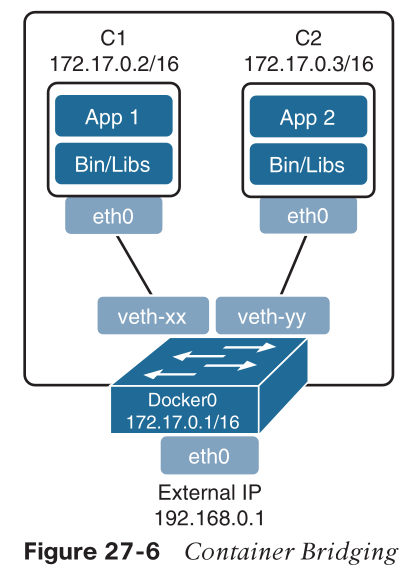 C1
172.17.0.2/16
App 1
Bin/Libs
eth0
C2
172.17.0.3/16
App 2
Bin/Libs
eth0
veth-xx
veth-yy
Docker0
172.17.0.1/16
eth0
External IP
192.168.0.1
Figure 27-6 Container Bridging